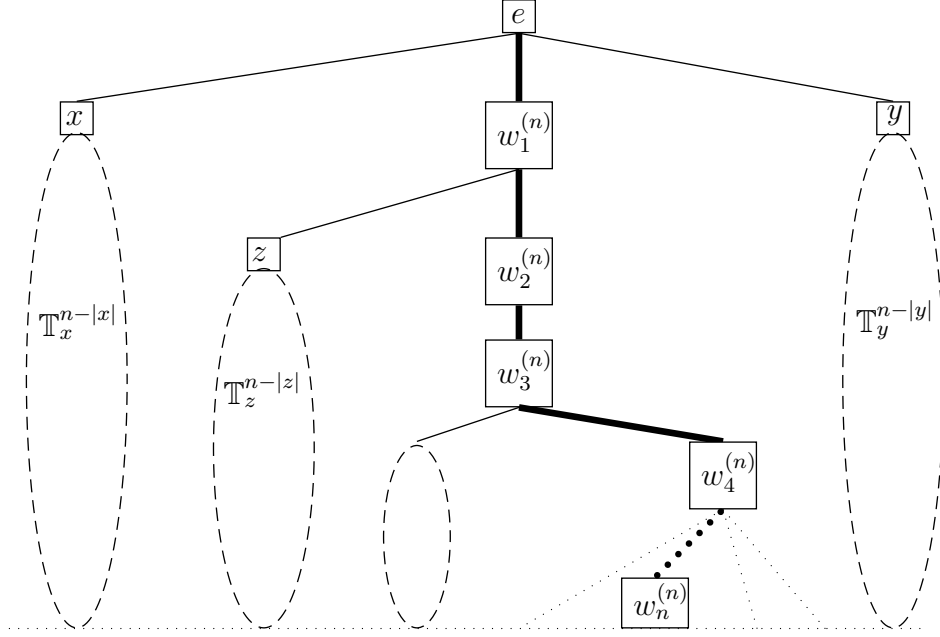 e
x
y
w_1^{(n)}
z
w_2^{(n)}
𝕋_x^{n-|x|}
𝕋_y^{n-|y|}
w_3^{(n)}
𝕋_z^{n-|z|}
w_4^{(n)}
w_n^{(n)}